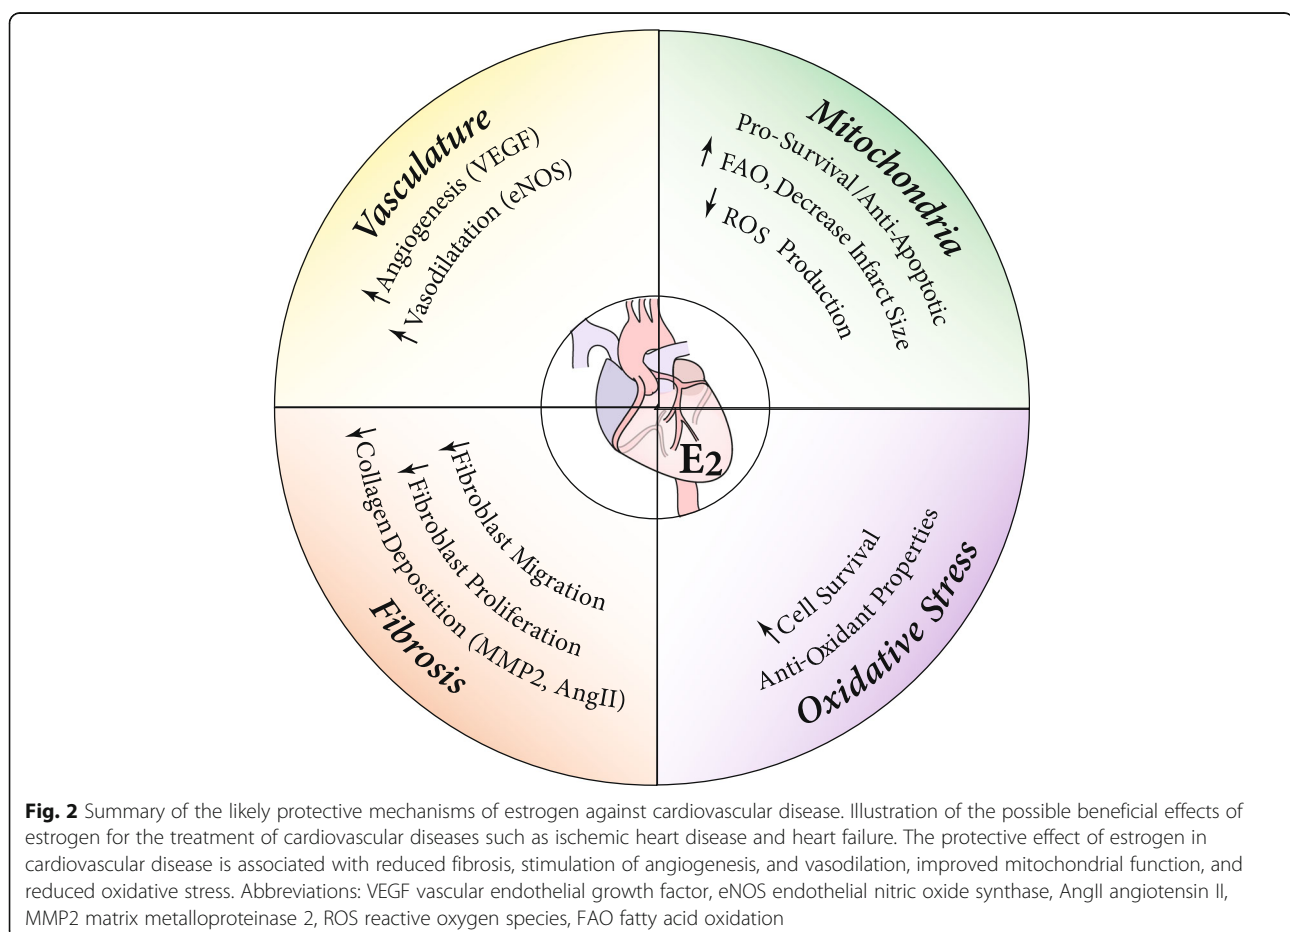 Vasculature
↑Angiogenesis (VEGF)
↑Vasodilatation (eNOS)
Mitochondria
Pro-Survival/Anti-Apoptotic
↑ FAO, Decrease Infarct Size
↓ ROS Production
E2
↓Fibroblast Migration
↓Fibroblast Proliferation
↓Collagen Depostition (MMP2, AngII)
Fibrosis
↑Cell Survival
Anti-Oxidant Properties
Oxidative Stress
Fig. 2 Summary of the likely protective mechanisms of estrogen against cardiovascular disease. Illustration of the possible beneficial effects of
estrogen for the treatment of cardiovascular diseases such as ischemic heart disease and heart failure. The protective effect of estrogen in
cardiovascular disease is associated with reduced fibrosis, stimulation of angiogenesis, and vasodilation, improved mitochondrial function, and
reduced oxidative stress. Abbreviations: VEGF vascular endothelial growth factor, eNOS endothelial nitric oxide synthase, AngII angiotensin II,
MMP2 matrix metalloproteinase 2, ROS reactive oxygen species, FAO fatty acid oxidation